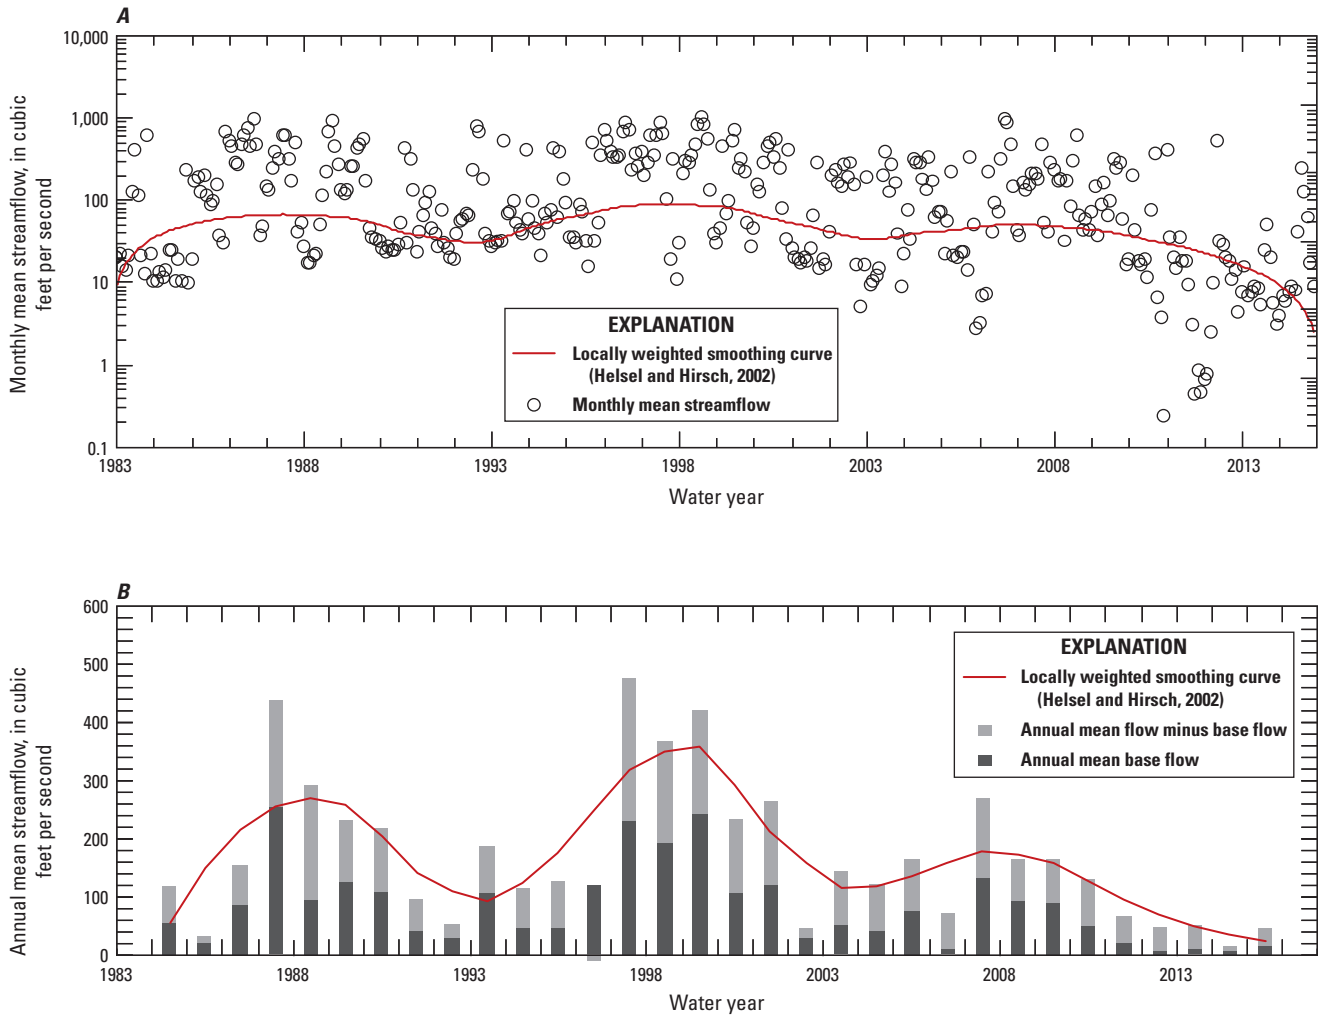 A
10,000
1,000
100
10
1
0.1
Monthly mean streamflow, in cubic
feet per second
EXPLANATION
Locally weighted smoothing curve
(Helsel and Hirsch, 2002)
Monthly mean streamflow
1983 1988 1993 1998 2003 2008 2013
Water year
B
600
500
400
300
200
100
0
Annual mean streamflow, in cubic
feet per second
EXPLANATION
Locally weighted smoothing curve
(Helsel and Hirsch, 2002)
Annual mean flow minus base flow
Annual mean base flow
1983 1988 1993 1998 2003 2008 2013
Water year